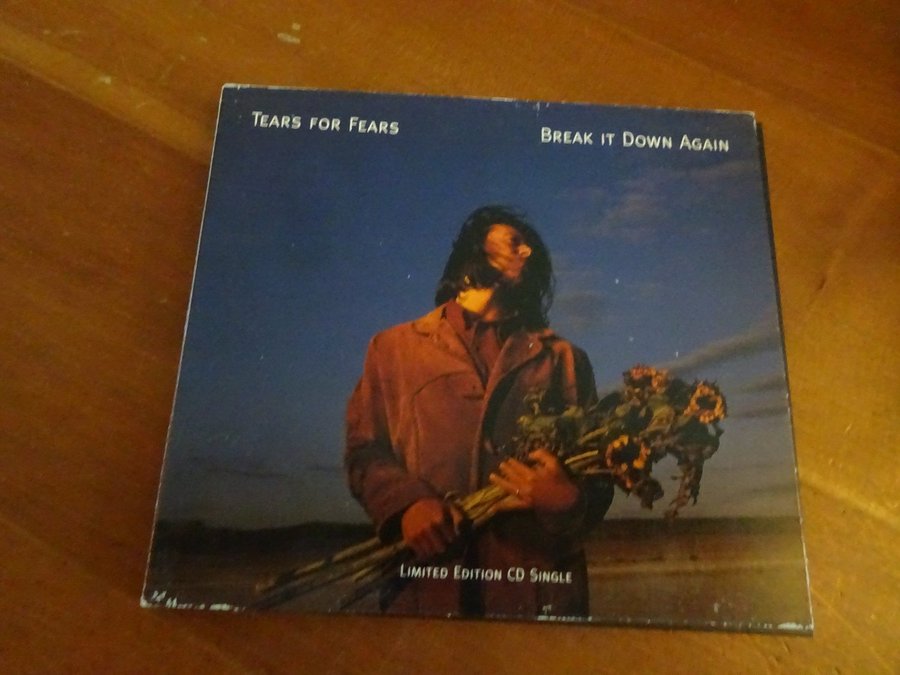 Tears for Fears
Break it Down Again
Limited Edition CD Single